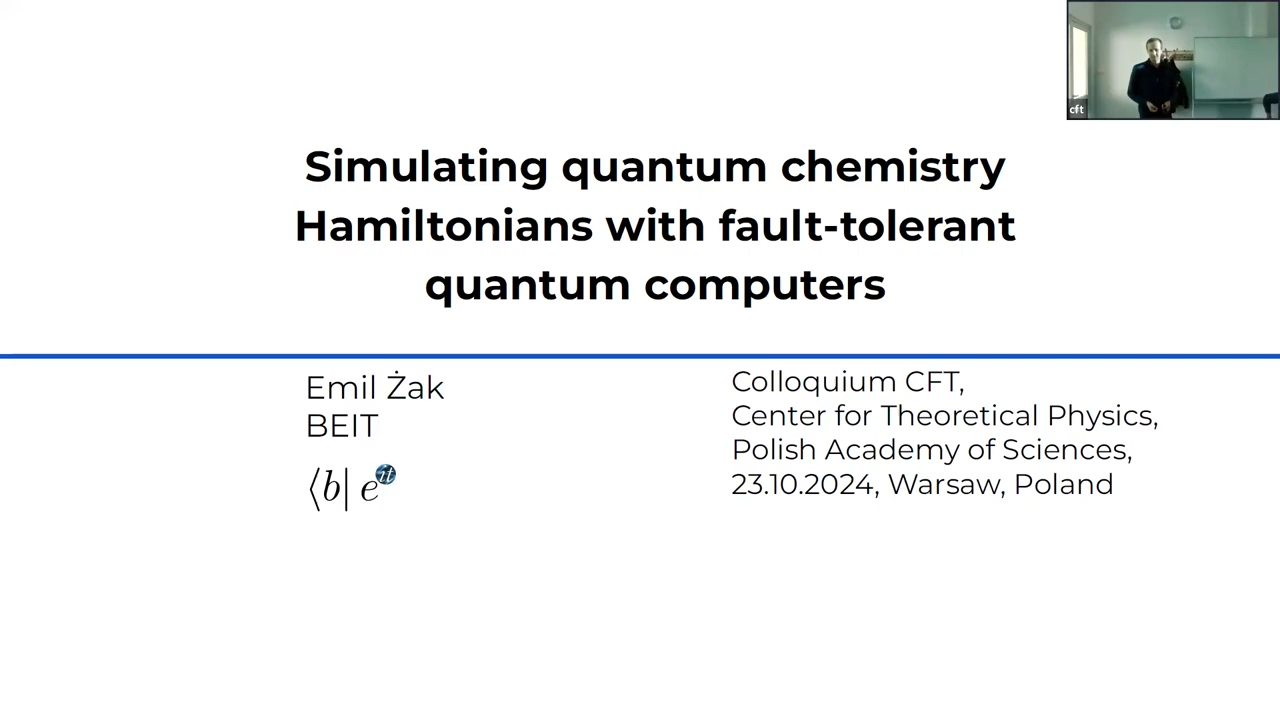 cft
Simulating quantum chemistry
Hamiltonians with fault-tolerant
quantum computers
Emil Żak
BEIT
⟨b| e^it
Colloquium CFT,
Center for Theoretical Physics,
Polish Academy of Sciences,
23.10.2024, Warsaw, Poland